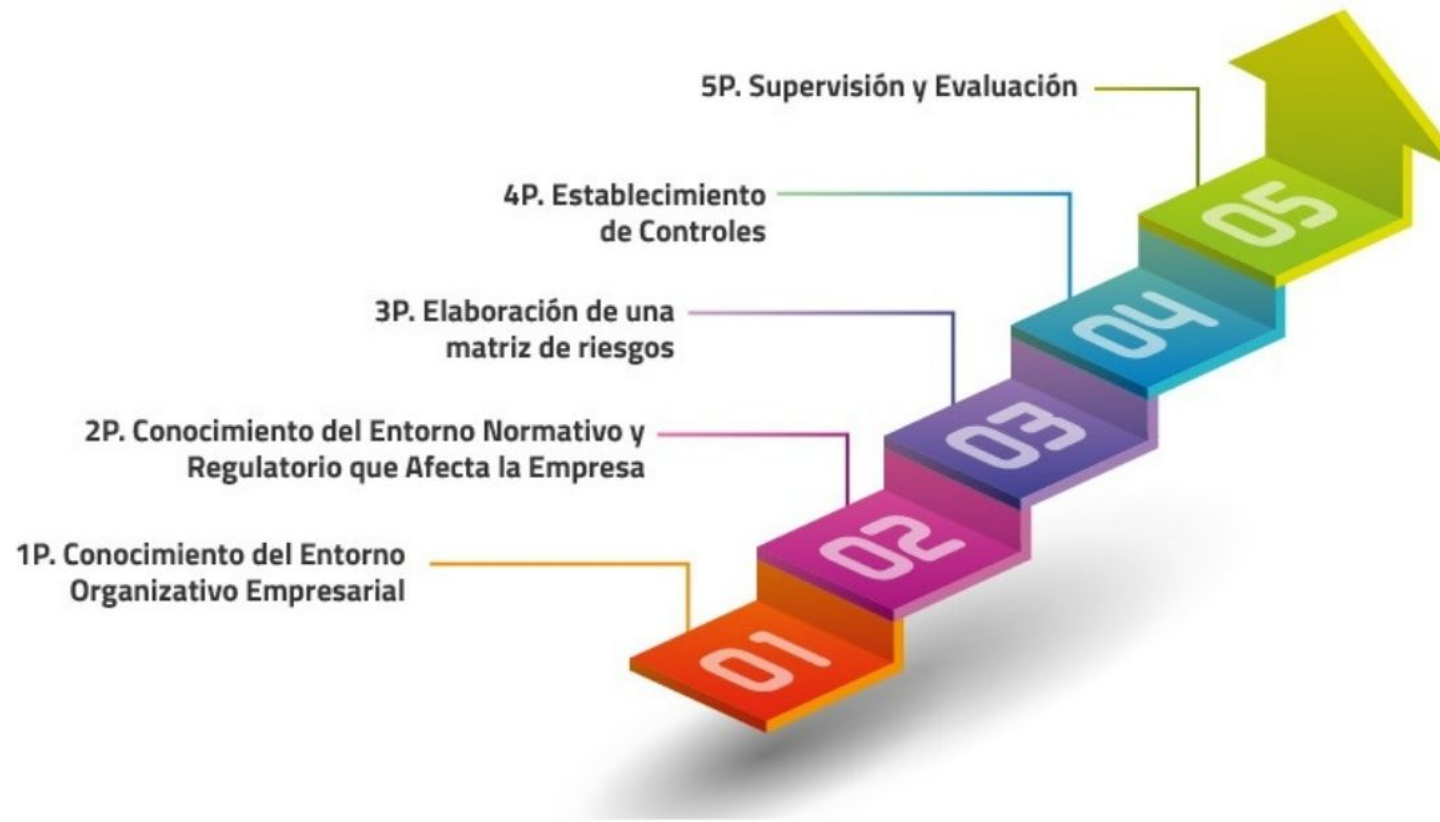 5P. Supervisión y Evaluación
4P. Establecimiento
de Controles
3P. Elaboración de una
matriz de riesgos
2P. Conocimiento del Entorno Normativo y
Regulatorio que Afecta la Empresa
1P. Conocimiento del Entorno
Organizativo Empresarial
05
04
03
02
01